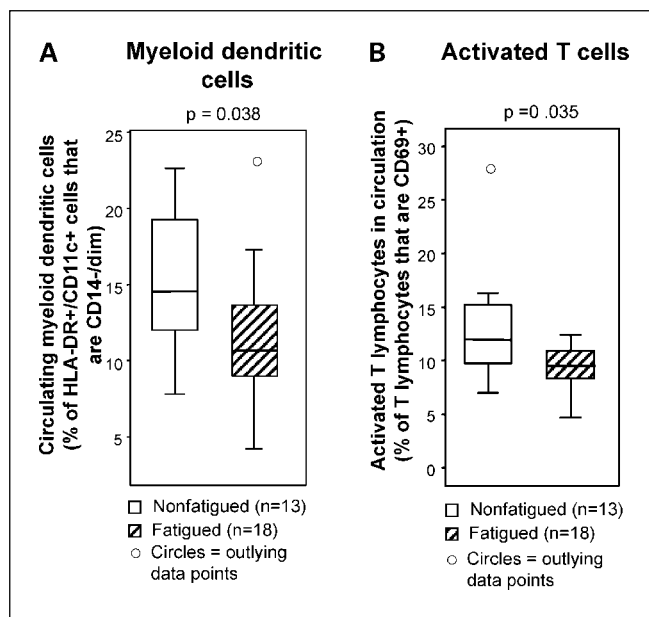 A
Myeloid dendritic
cells
p = 0.038
Circulating myeloid dendritic cells
(% of HLA-DR+/CD11c+ cells that
are CD14-/dim)
25
20
15
10
5
Nonfatigued (n=13)
Fatigued (n=18)
Circles = outlying
data points
B
Activated T cells
p =0 .035
Activated T lymphocytes in circulation
(% of T lymphocytes that are CD69+)
30
25
20
15
10
5
0
Nonfatigued (n=13)
Fatigued (n=18)
Circles = outlying
data points